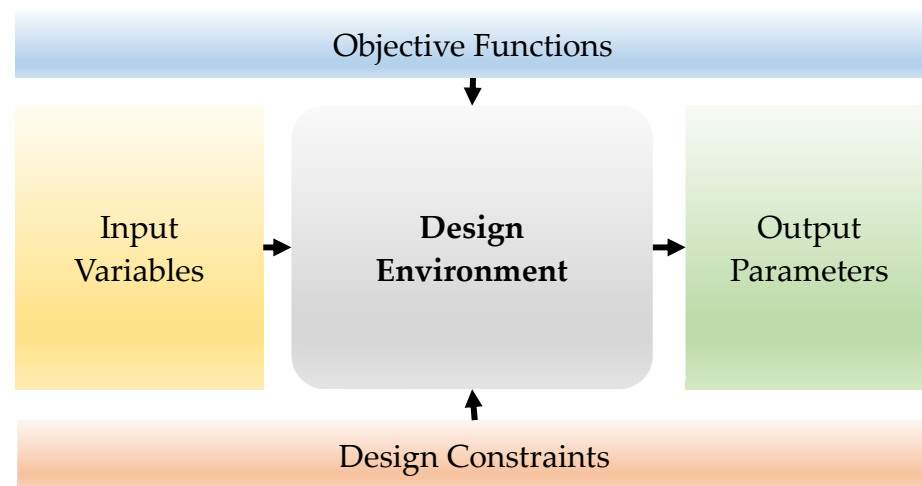 Objective Functions
Input
Variables
Design
Environment
Output
Parameters
Design Constraints